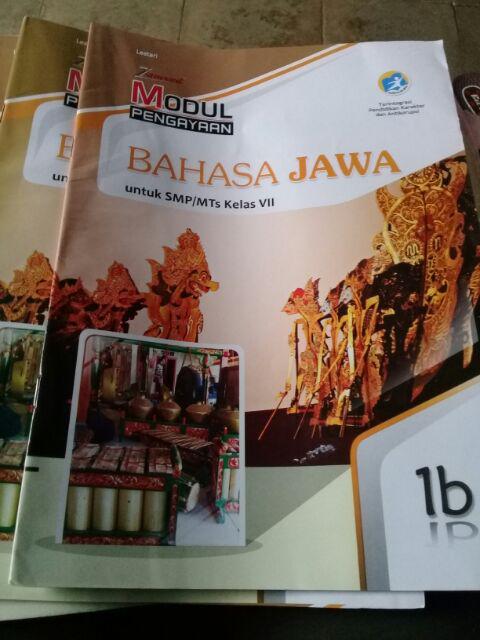 Lestari
MODUL
PENGAYAAN
Terintegrasi
Pendidikan Karakter
dan Antikorupsi
BAHASA JAWA
untuk SMP/MTs Kelas VII
1b